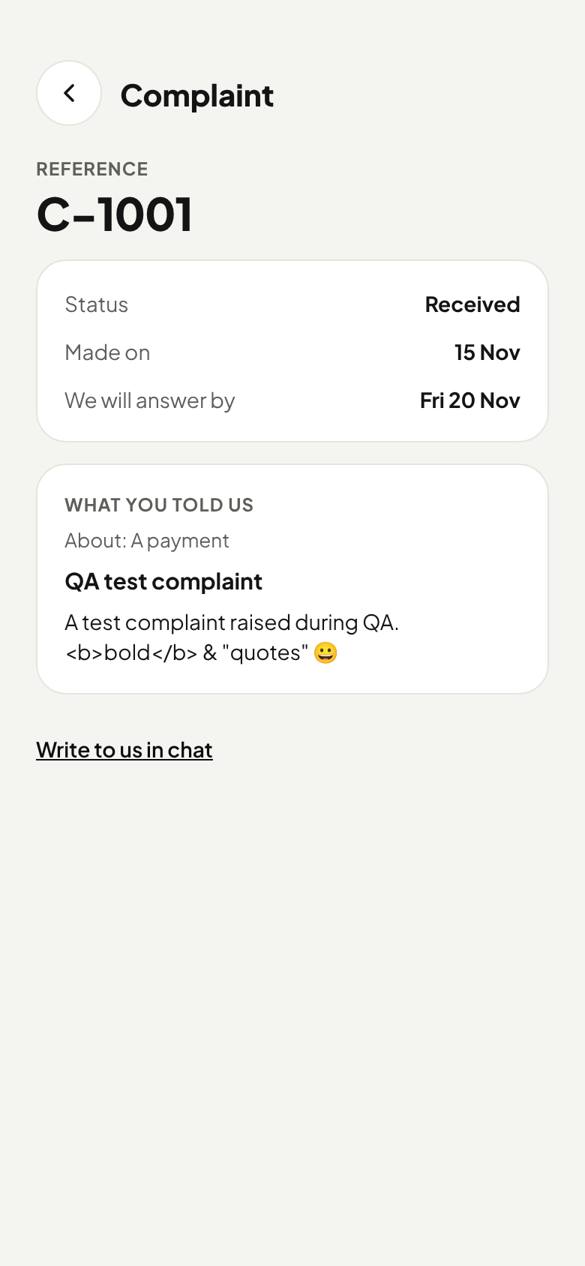 Complaint
REFERENCE
C-1001
Status Received
Made on 15 Nov
We will answer by Fri 20 Nov
WHAT YOU TOLD US
About: A payment
QA test complaint
A test complaint raised during QA.
<b>bold</b> & "quotes" 😀
Write to us in chat